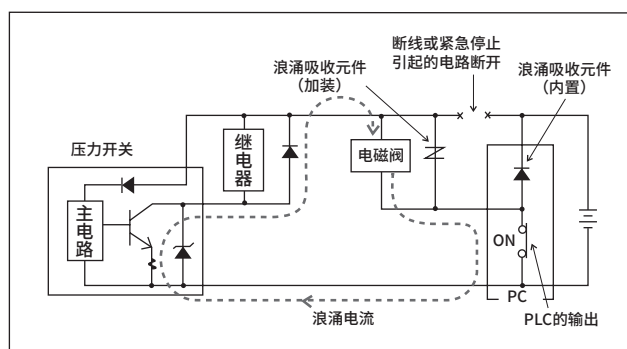 断线或紧急停止
引起的电路断开
浪涌吸收元件
（加装）
浪涌吸收元件
（内置）
压力开关
继电器
电磁阀
主电路
ON
PC
PLC的输出
浪涌电流